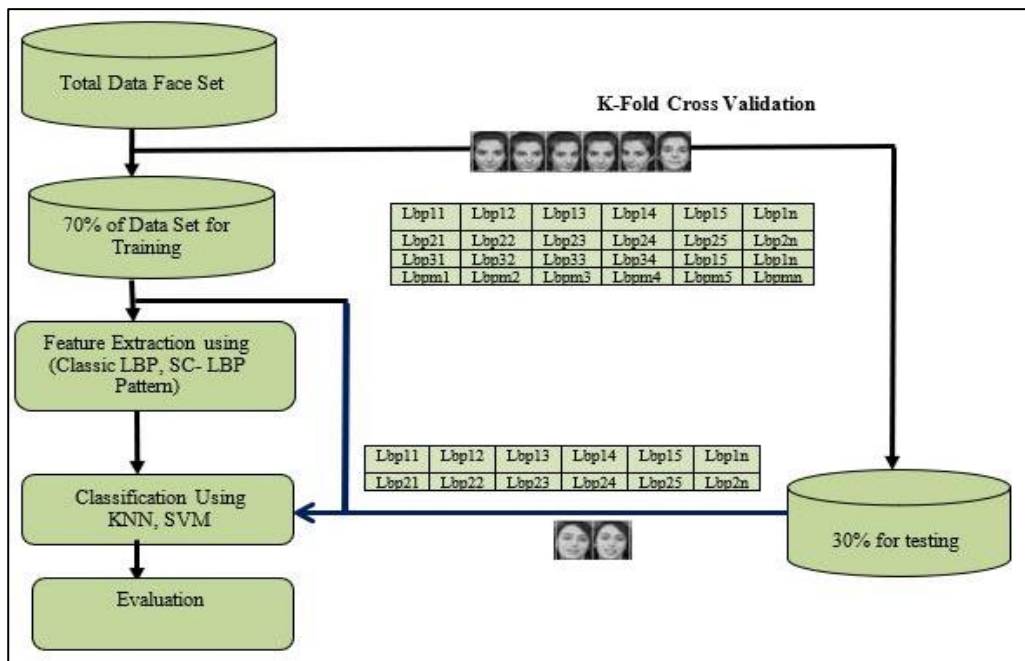 Total Data Face Set
K-Fold Cross Validation
70% of Data Set for
Training
Lbp11 Lbp12 Lbp13 Lbp14 Lbp15 Lbp1n
Lbp21 Lbp22 Lbp23 Lbp24 Lbp25 Lbp2n
Lbp31 Lbp32 Lbp33 Lbp34 Lbp15 Lbp1n
Lbpm1 Lbpm2 Lbpm3 Lbpm4 Lbpm5 Lbpmn
Feature Extraction using
(Classic LBP, SC- LBP
Pattern)
Lbp11 Lbp12 Lbp13 Lbp14 Lbp15 Lbp1n
Lbp21 Lbp22 Lbp23 Lbp24 Lbp25 Lbp2n
Classification Using
KNN, SVM
30% for testing
Evaluation